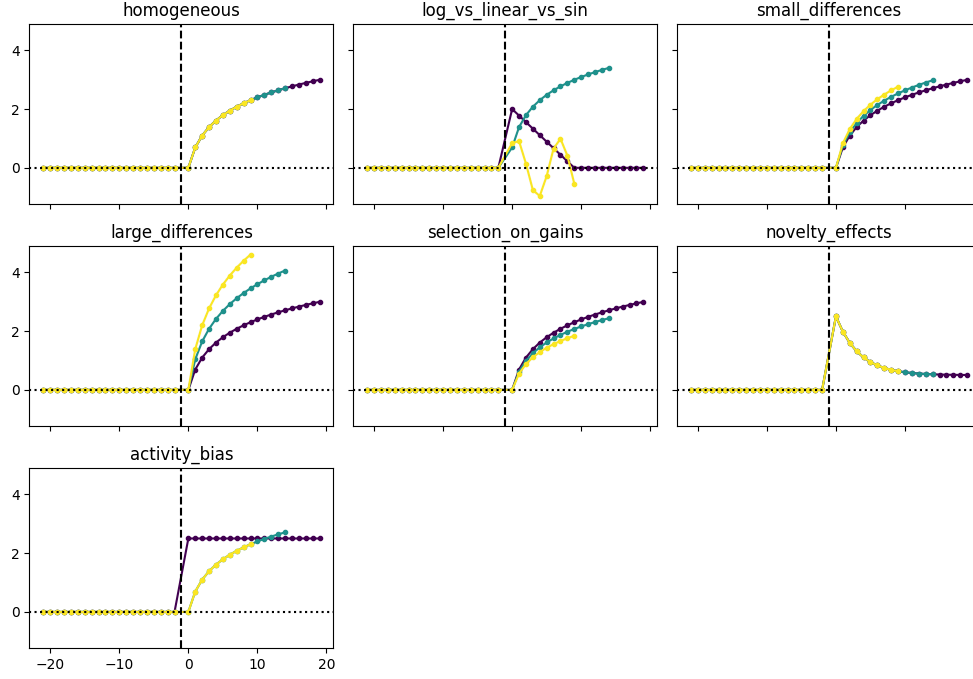 homogeneous
log_vs_linear_vs_sin
small_differences
4
2
0
large_differences
selection_on_gains
novelty_effects
4
2
0
activity_bias
4
2
0
−20 −10 0 10 20